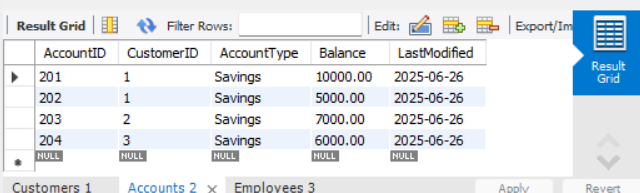 Result Grid Filter Rows: Edit: Export/Im
AccountID CustomerID AccountType Balance LastModified
201 1 Savings 10000.00 2025-06-26
202 1 Savings 5000.00 2025-06-26
203 2 Savings 7000.00 2025-06-26
204 3 Savings 6000.00 2025-06-26
NULL NULL NULL NULL NULL
Result
Grid
Customers 1 Accounts 2 Employees 3 Apply Revert